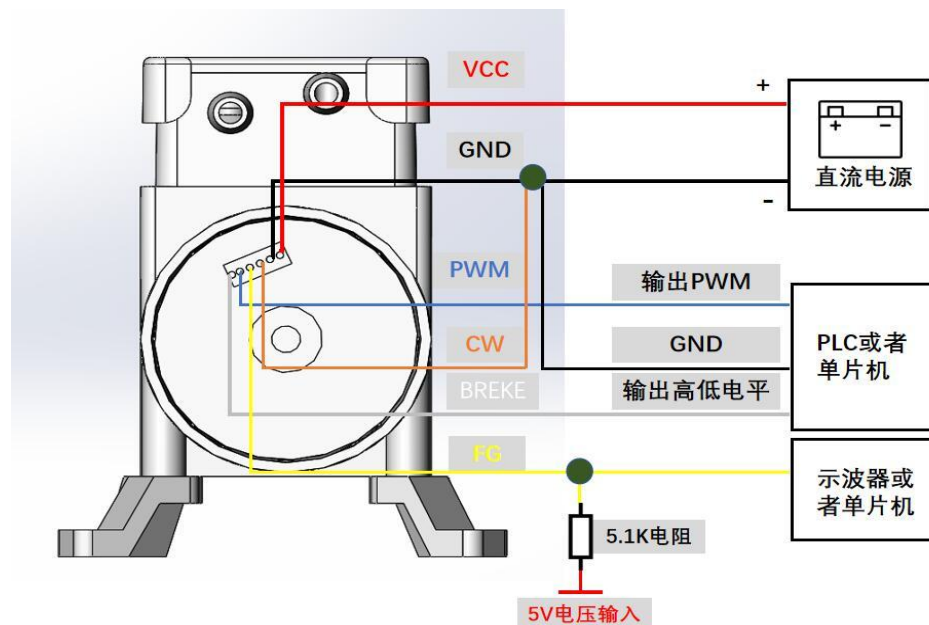 VCC
+
+ -
直流电源
GND
-
PWM
输出PWM
CW
GND
PLC或者
单片机
BREKE
输出高低电平
FG
示波器或
者单片机
5.1K电阻
5V电压输入